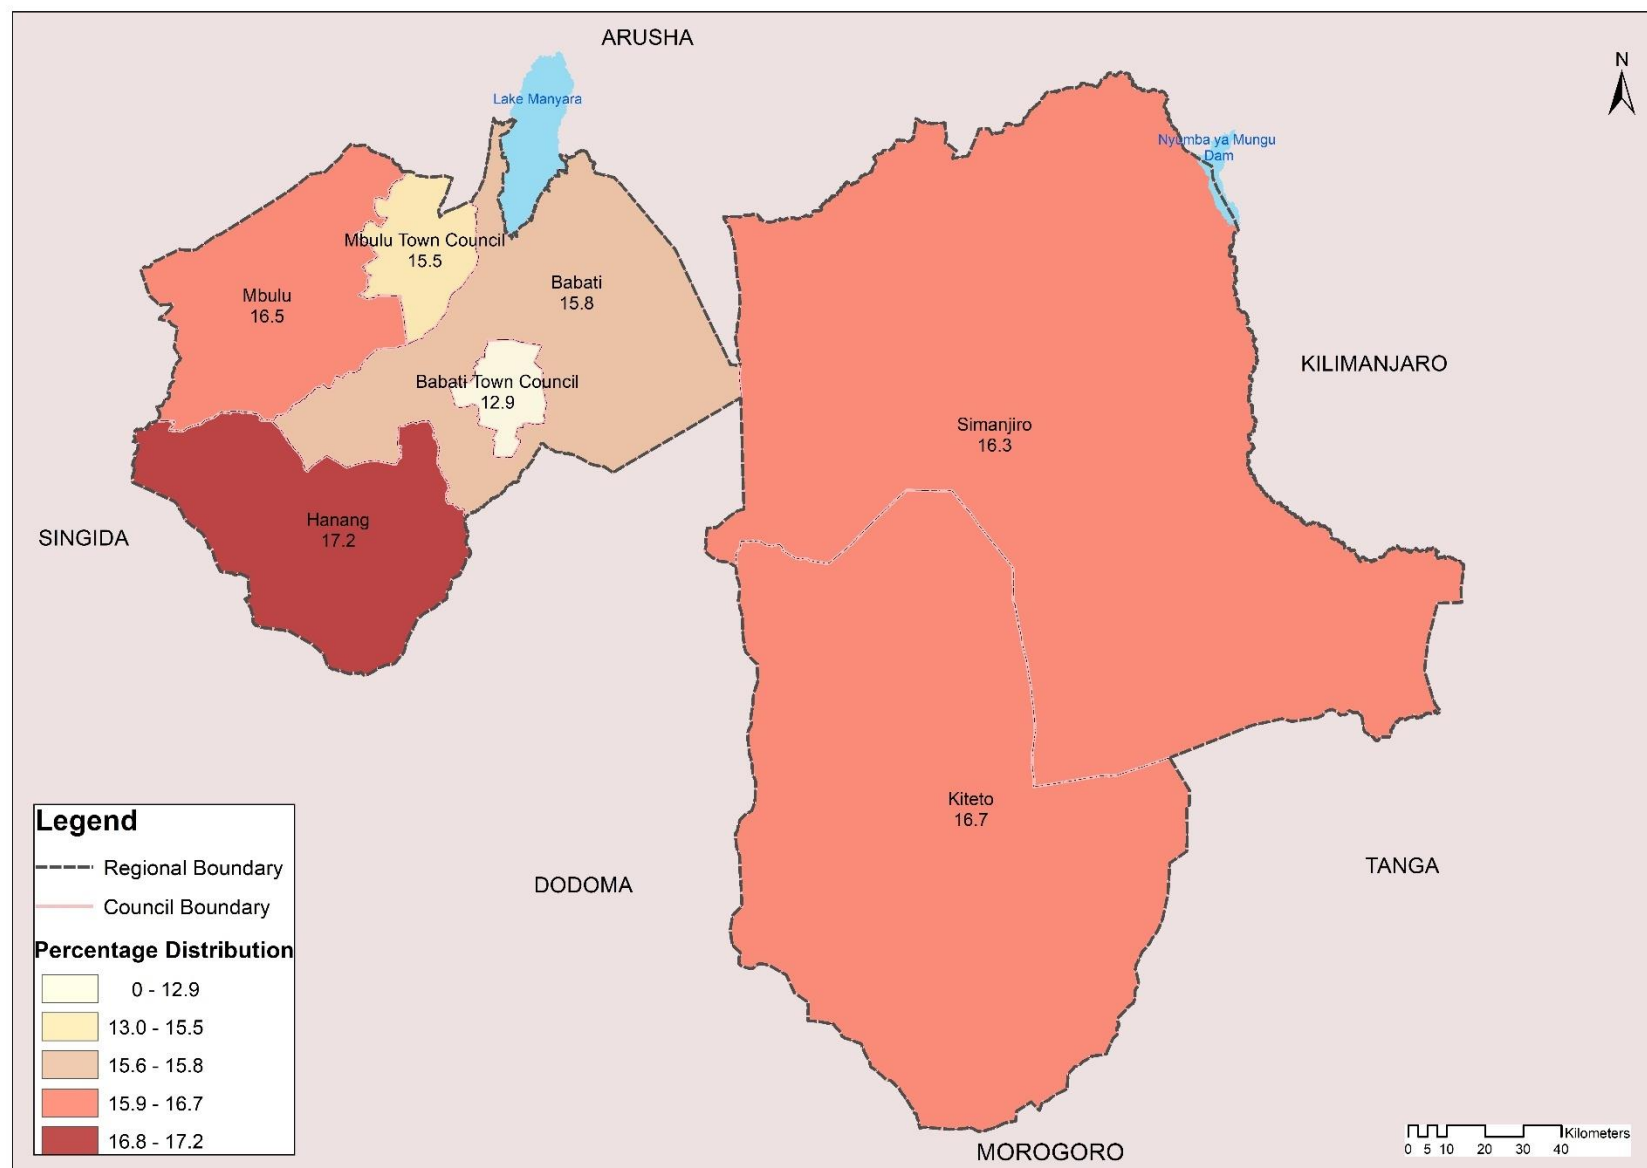 ARUSHA
N
Lake Manyara
Nyumba ya Mungu
Dam
Mbulu Town Council
15.5
Babati
15.8
Mbulu
16.5
KILIMANJARO
Babati Town Council
12.9
Simanjiro
16.3
Hanang
17.2
SINGIDA
Kiteto
16.7
TANGA
DODOMA
MOROGORO
Legend
Regional Boundary
Council Boundary
Percentage Distribution
0 - 12.9
13.0 - 15.5
15.6 - 15.8
15.9 - 16.7
16.8 - 17.2
Kilometers
0 5 10 20 30 40